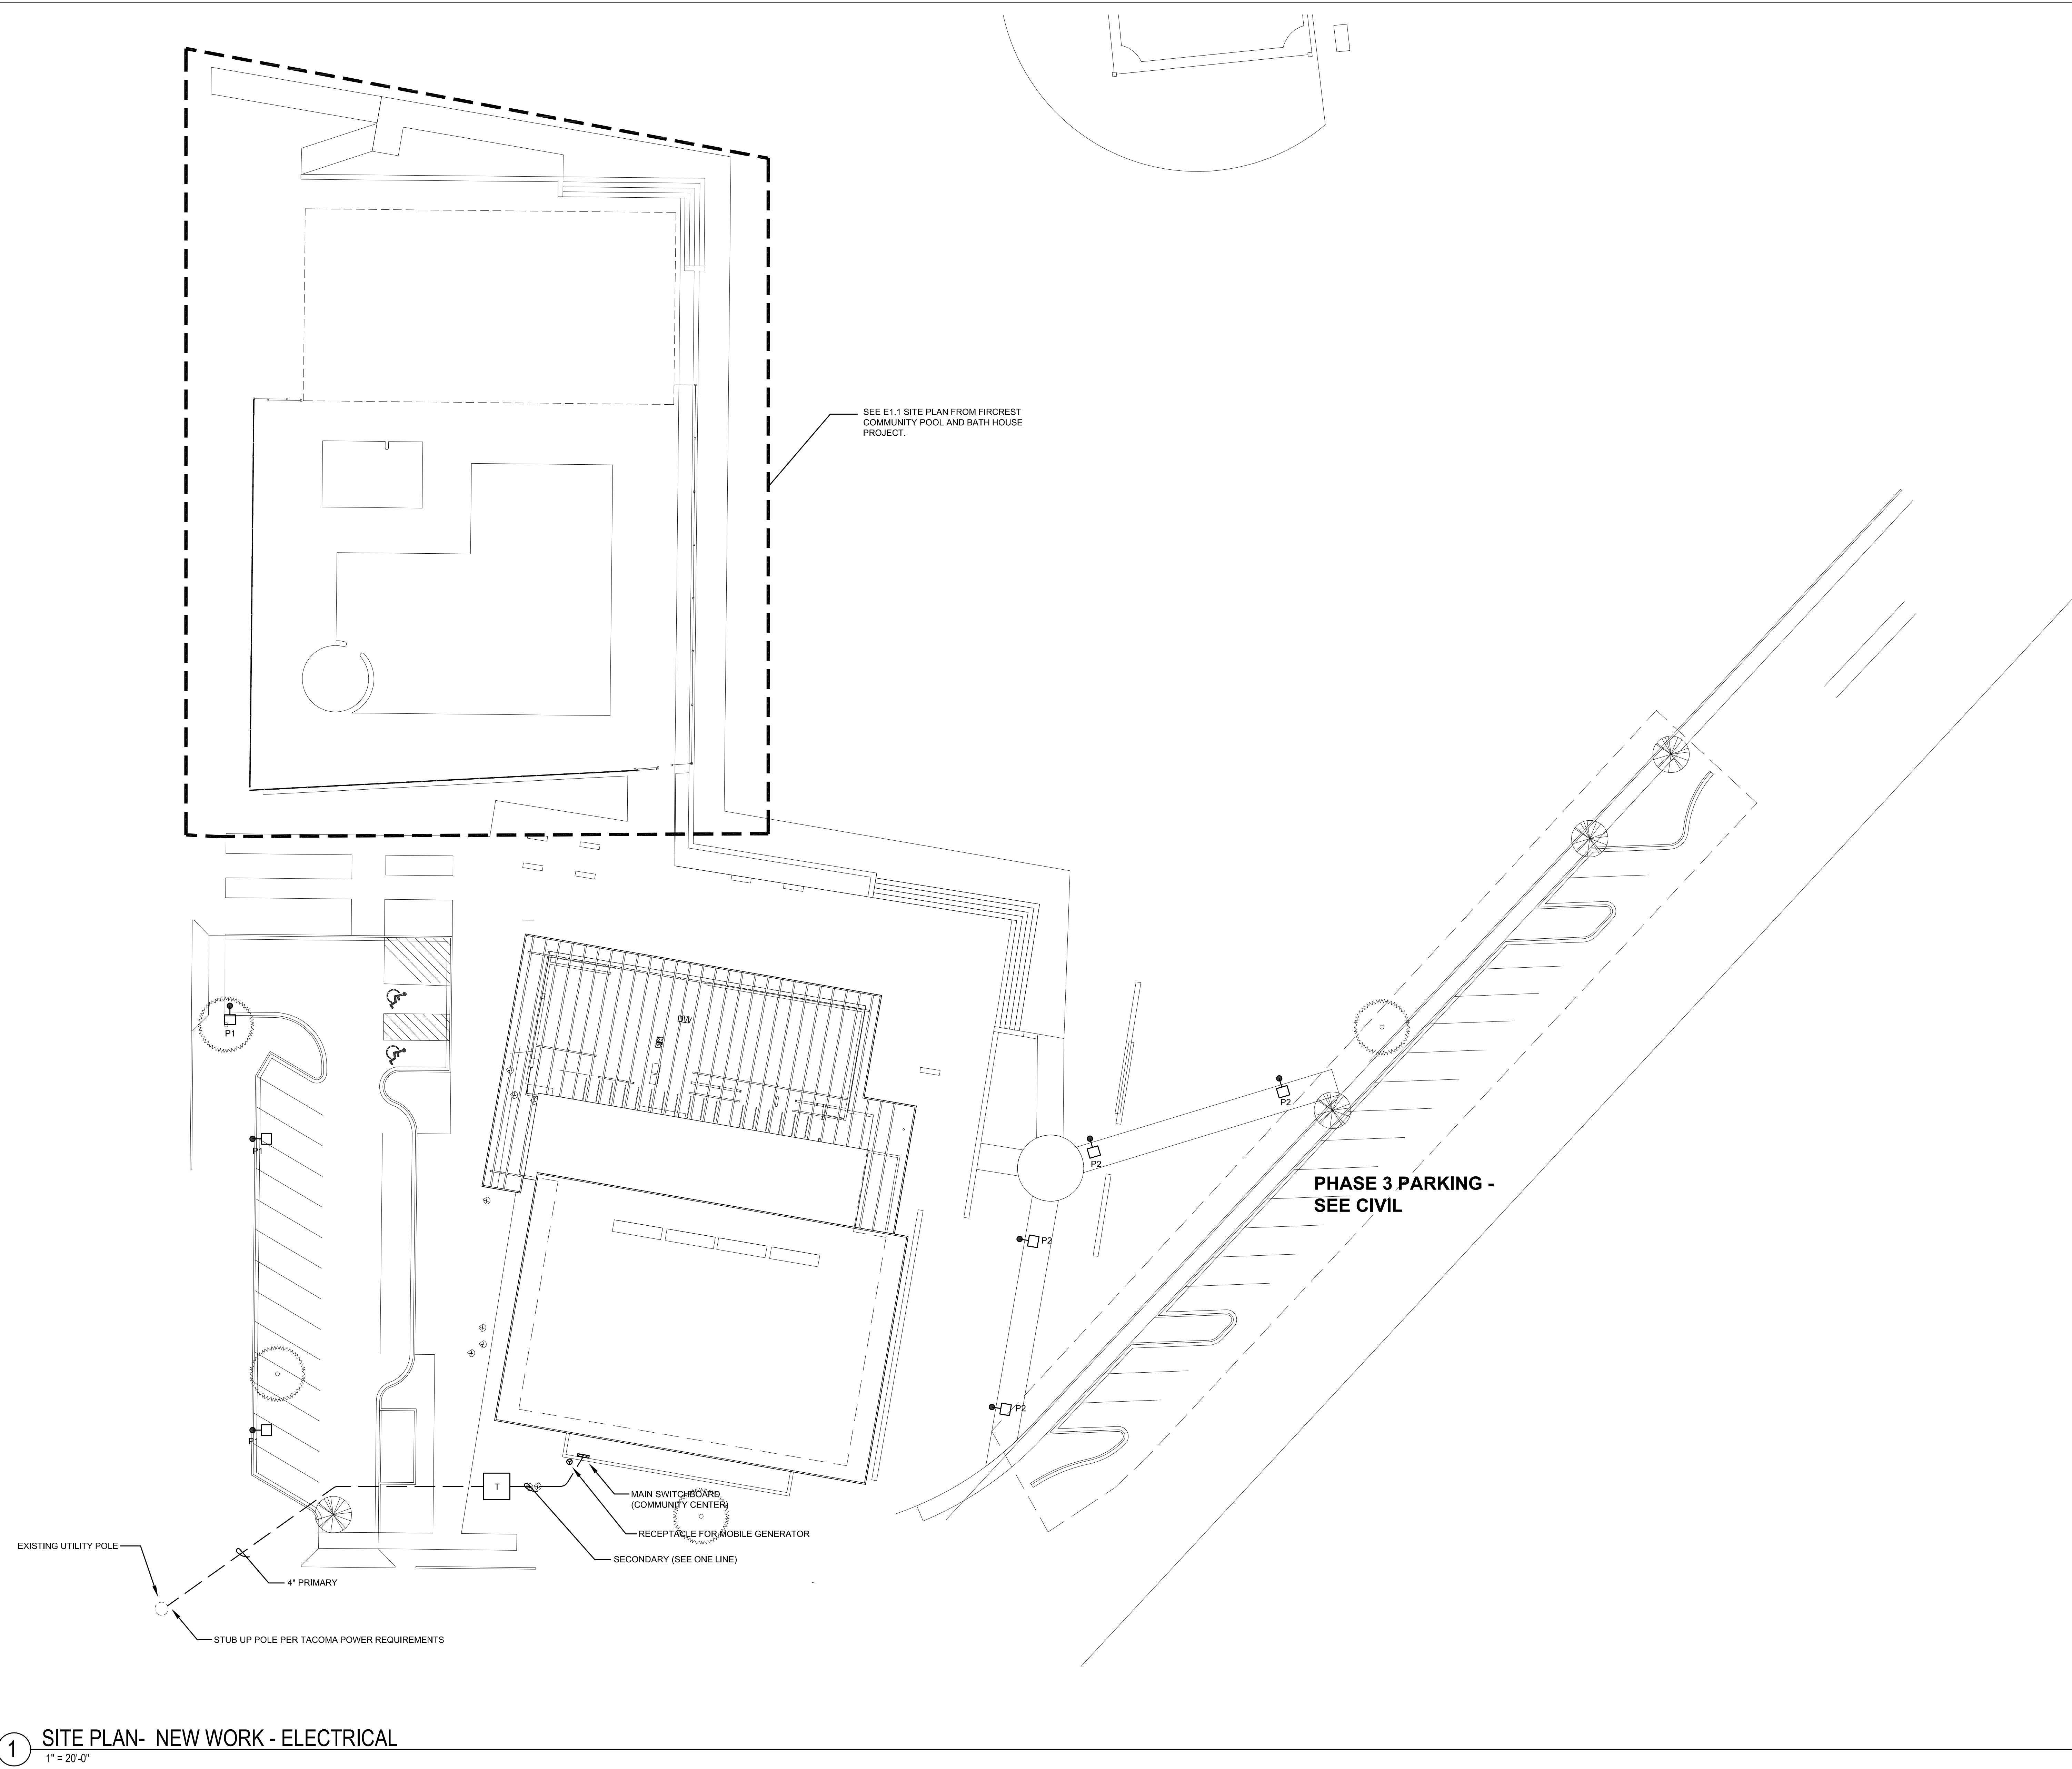 SEE E1.1 SITE PLAN FROM FIRCREST
COMMUNITY POOL AND BATH HOUSE
PROJECT.
P1
DW
P2
P1
P2
PHASE 3 PARKING -
SEE CIVIL
P2
P2
P1
T
MAIN SWITCHBOARD
(COMMUNITY CENTER)
RECEPTACLE FOR MOBILE GENERATOR
EXISTING UTILITY POLE
SECONDARY (SEE ONE LINE)
4" PRIMARY
STUB UP POLE PER TACOMA POWER REQUIREMENTS
1
SITE PLAN- NEW WORK - ELECTRICAL
1" = 20'-0"